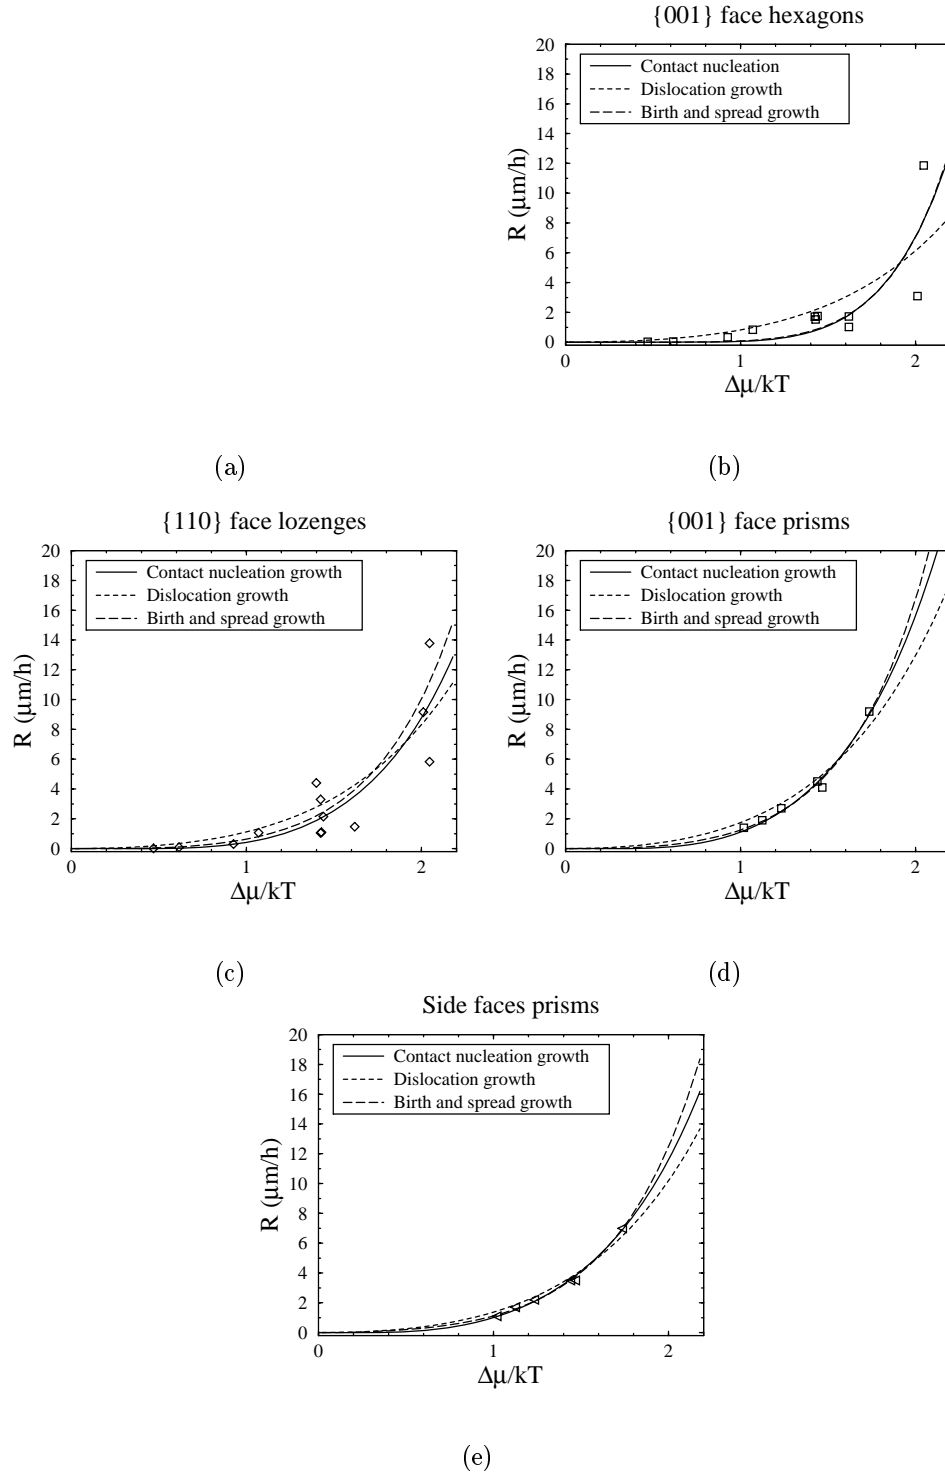 {001} face hexagons
20
18
16
14
12
10
8
6
4
2
0
R (μm/h)
Contact nucleation
Dislocation growth
Birth and spread growth
0
1
2
Δμ/kT
(a)
(b)
{110} face lozenges
20
18
16
14
12
10
8
6
4
2
0
R (μm/h)
Contact nucleation growth
Dislocation growth
Birth and spread growth
0
1
2
Δμ/kT
{001} face prisms
20
18
16
14
12
10
8
6
4
2
0
R (μm/h)
Contact nucleation growth
Dislocation growth
Birth and spread growth
0
1
2
Δμ/kT
(c)
(d)
Side faces prisms
20
18
16
14
12
10
8
6
4
2
0
R (μm/h)
Contact nucleation growth
Dislocation growth
Birth and spread growth
0
1
2
Δμ/kT
(e)